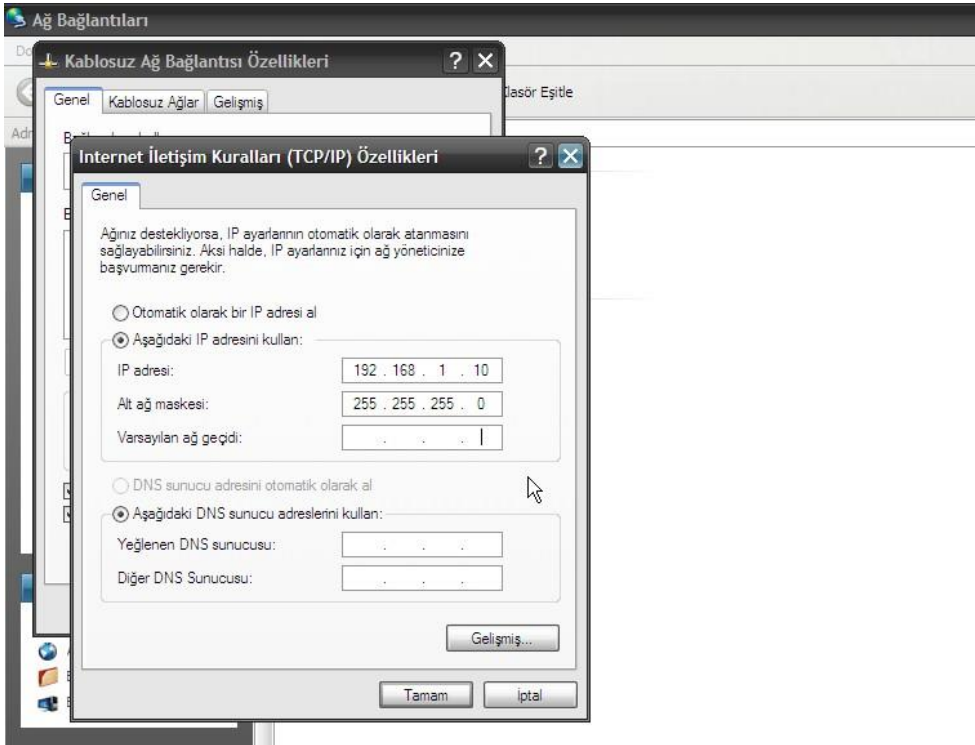 Ağ Bağlantıları
Kablosuz Ağ Bağlantısı Özellikleri
Genel
Kablosuz Ağlar
Gelişmiş
Klasör Eşitle
Internet İletişim Kuralları (TCP/IP) Özellikleri
Genel
Ağınız destekliyorsa, IP ayarlarının otomatik olarak atanmasını
sağlayabilirsiniz. Aksi halde, IP ayarlarınız için ağ yöneticinize
başvurmanız gerekir.
Otomatik olarak bir IP adresi al
Aşağıdaki IP adresini kullan:
IP adresi: 192 . 168 . 1 . 10
Alt ağ maskesi: 255 . 255 . 255 . 0
Varsayılan ağ geçidi: . . .
DNS sunucu adresini otomatik olarak al
Aşağıdaki DNS sunucu adreslerini kullan:
Yeğlenen DNS sunucusu: . . .
Diğer DNS Sunucusu: . . .
Gelişmiş...
Tamam
İptal